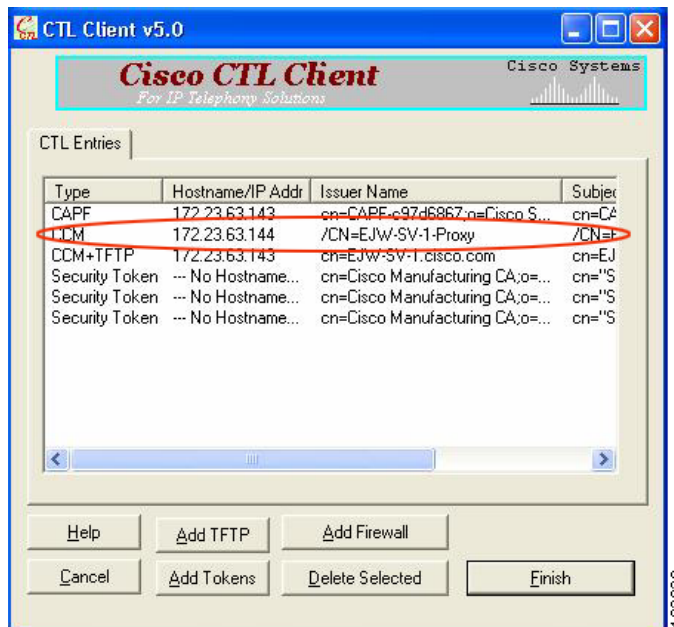 CTL Client v5.0
Cisco CTL Client
For IP Telephony Solutions
Cisco Systems
CTL Entries
Type Hostname/IP Addr Issuer Name Subjec
CAPF 172.23.63.143 cn=CAPF-c97d6867;o=Cisco S... cn=CA
CCM 172.23.63.144 /CN=EJW-SV-1-Proxy /CN=
CCM+TFTP 172.23.63.143 cn=EJW-SV-1.cisco.com cn=EJ
Security Token --- No Hostname... cn=Cisco Manufacturing CA;o=... cn="S
Security Token --- No Hostname... cn=Cisco Manufacturing CA;o=... cn="S
Security Token --- No Hostname... cn=Cisco Manufacturing CA;o=... cn="S
Help Add TFTP Add Firewall
Cancel Add Tokens Delete Selected Finish